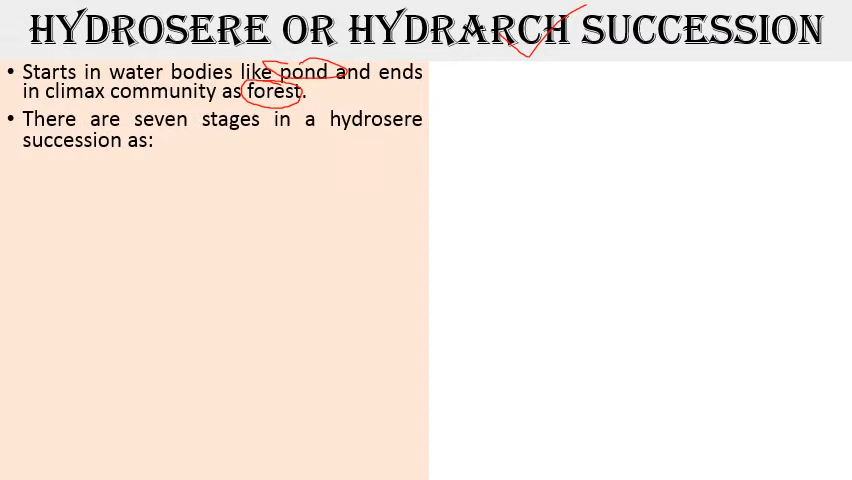 HYDROSERE OR HYDRARCH SUCCESSION
• Starts in water bodies like pond and ends
in climax community as forest.
• There are seven stages in a hydrosere
succession as: